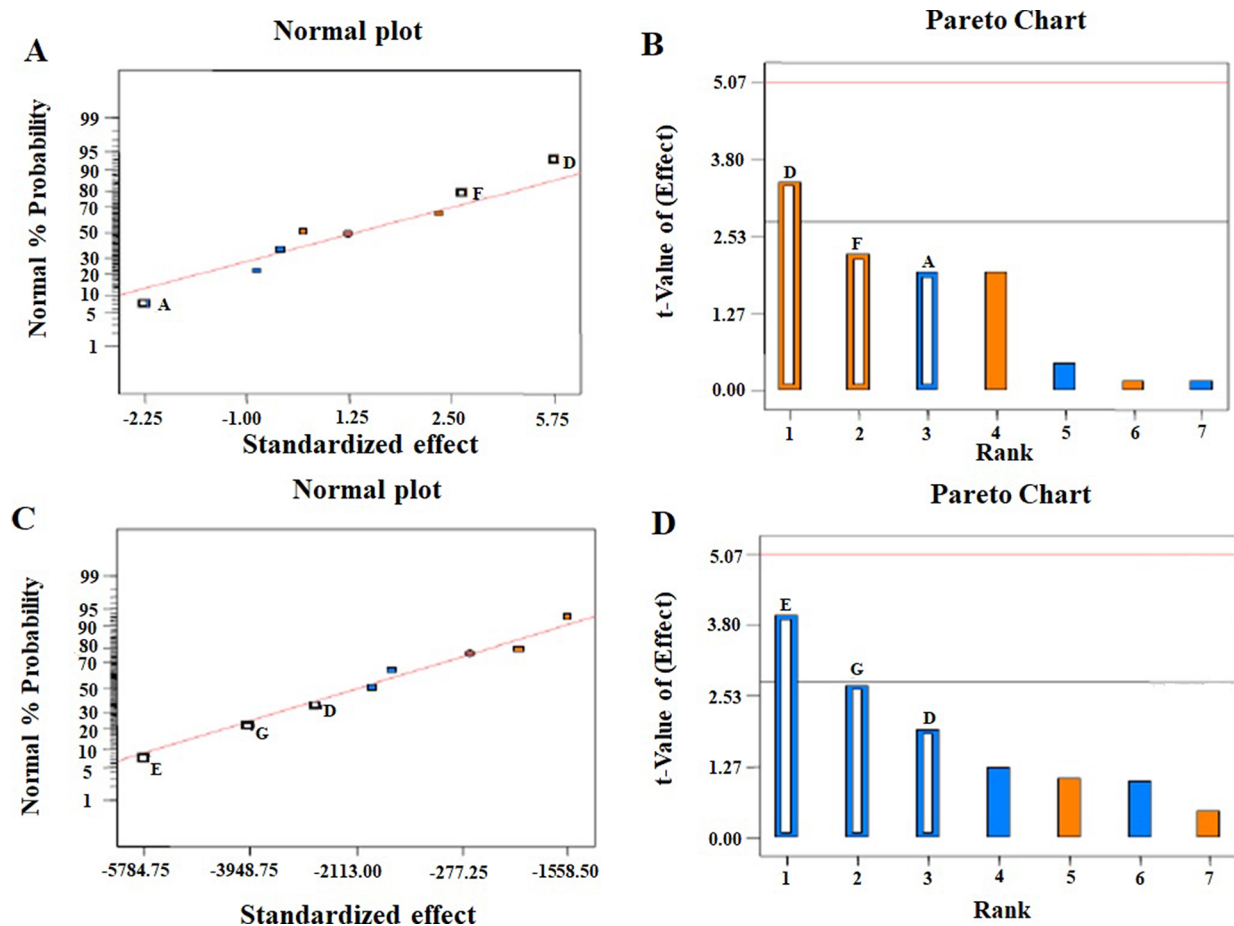 A
Normal plot
Normal % Probability
99
95
90
80
70
50
30
20
10
5
1
D
F
A
-2.25 -1.00 1.25 2.50 5.75
Standardized effect
B
Pareto Chart
t-Value of (Effect)
5.07
3.80
2.53
1.27
0.00
D
F
A
1 2 3 4 5 6 7
Rank
C
Normal plot
Normal % Probability
99
95
90
80
70
50
30
20
10
5
1
E
G
D
-5784.75 -3948.75 -2113.00 -277.25 -1558.50
Standardized effect
D
Pareto Chart
t-Value of (Effect)
5.07
3.80
2.53
1.27
0.00
E
G
D
1 2 3 4 5 6 7
Rank